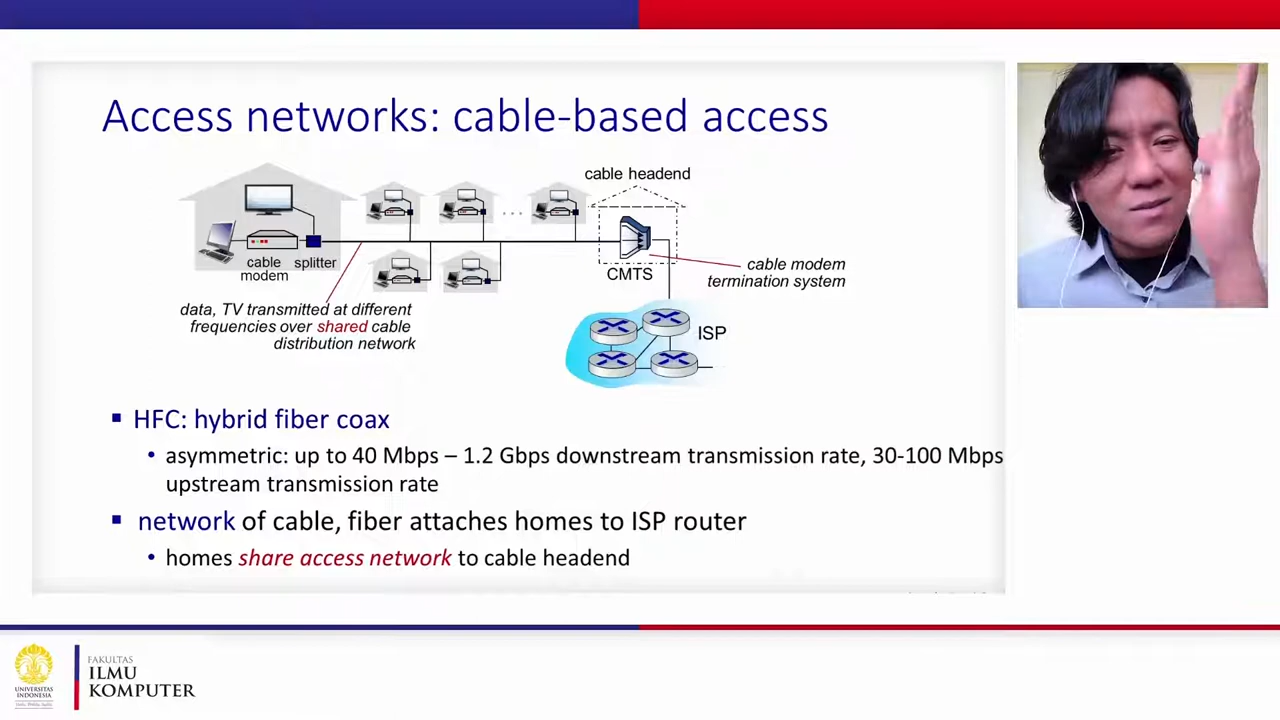 Access networks: cable-based access
cable headend
cable
modem
splitter
CMTS
cable modem
termination system
data, TV transmitted at different
frequencies over shared cable
distribution network
ISP
▪ HFC: hybrid fiber coax
• asymmetric: up to 40 Mbps – 1.2 Gbps downstream transmission rate, 30-100 Mbps
upstream transmission rate
▪ network of cable, fiber attaches homes to ISP router
• homes share access network to cable headend
UNIVERSITAS
INDONESIA
FAKULTAS
ILMU
KOMPUTER